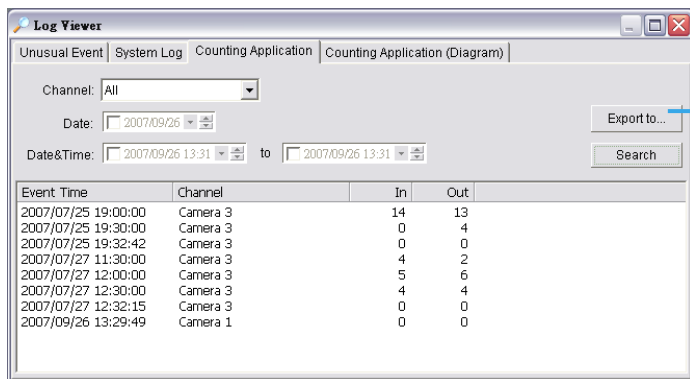 Log Viewer
Unusual Event System Log Counting Application Counting Application (Diagram)
Channel: All
Date: 2007/09/26
Export to...
Date&Time: 2007/09/26 13:31 to 2007/09/26 13:31
Search
Event Time Channel In Out
2007/07/25 19:00:00 Camera 3 14 13
2007/07/25 19:30:00 Camera 3 0 4
2007/07/25 19:32:42 Camera 3 0 0
2007/07/27 11:30:00 Camera 3 4 2
2007/07/27 12:00:00 Camera 3 5 6
2007/07/27 12:30:00 Camera 3 4 4
2007/07/27 12:32:15 Camera 3 0 0
2007/09/26 13:29:49 Camera 1 0 0